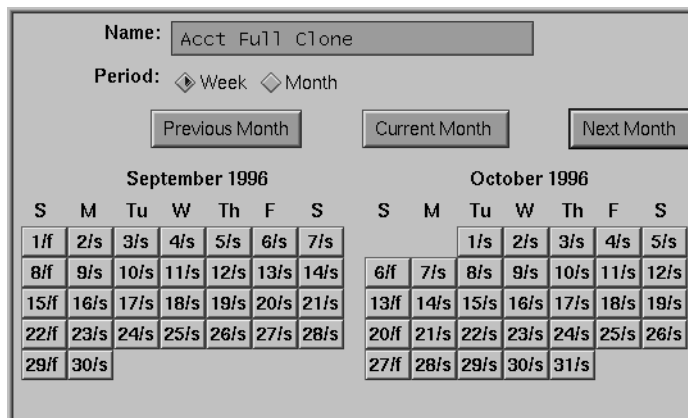 Name: Acct Full Clone
Period: Week Month
Previous Month Current Month Next Month
September 1996 October 1996
S M Tu W Th F S S M Tu W Th F S
1/f 2/s 3/s 4/s 5/s 6/s 7/s 1/s 2/s 3/s 4/s 5/s
8/f 9/s 10/s 11/s 12/s 13/s 14/s 6/f 7/s 8/s 9/s 10/s 11/s 12/s
15/f 16/s 17/s 18/s 19/s 20/s 21/s 13/f 14/s 15/s 16/s 17/s 18/s 19/s
22/f 23/s 24/s 25/s 26/s 27/s 28/s 20/f 21/s 22/s 23/s 24/s 25/s 26/s
29/f 30/s 27/f 28/s 29/s 30/s 31/s